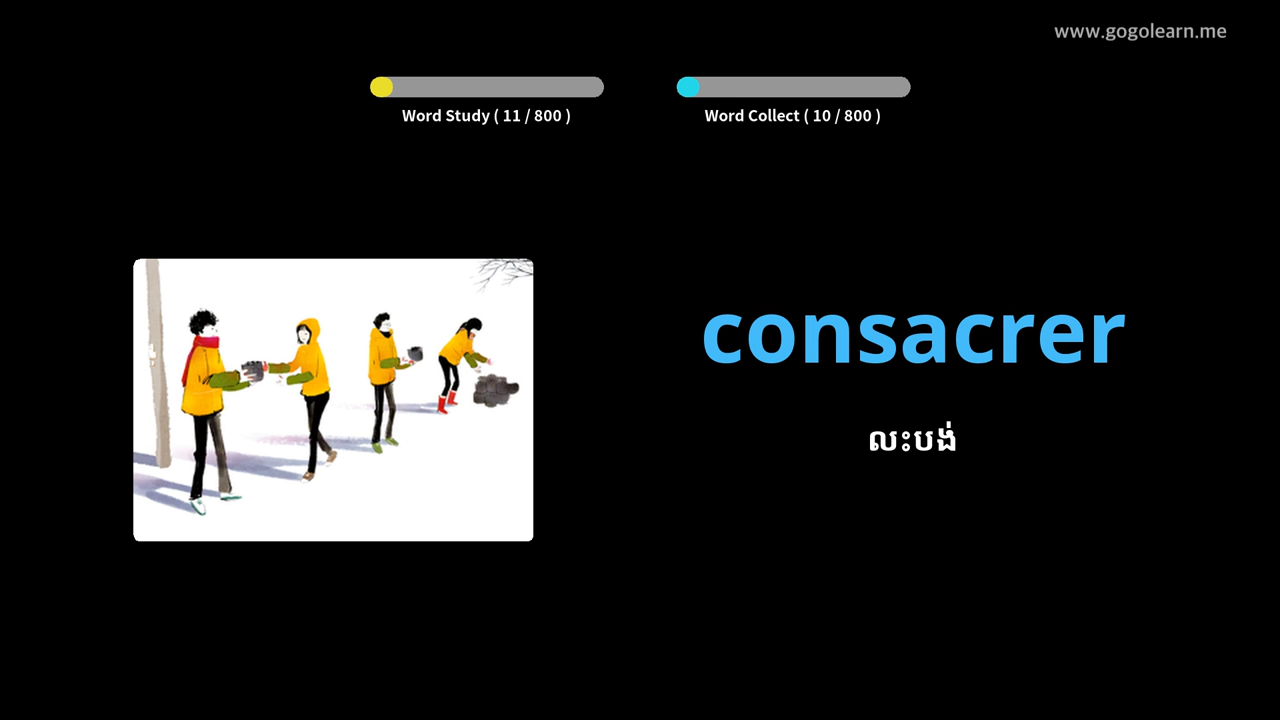 www.gogolearn.me
Word Study ( 11 / 800 )
Word Collect ( 10 / 800 )
consacrer
លះបង់